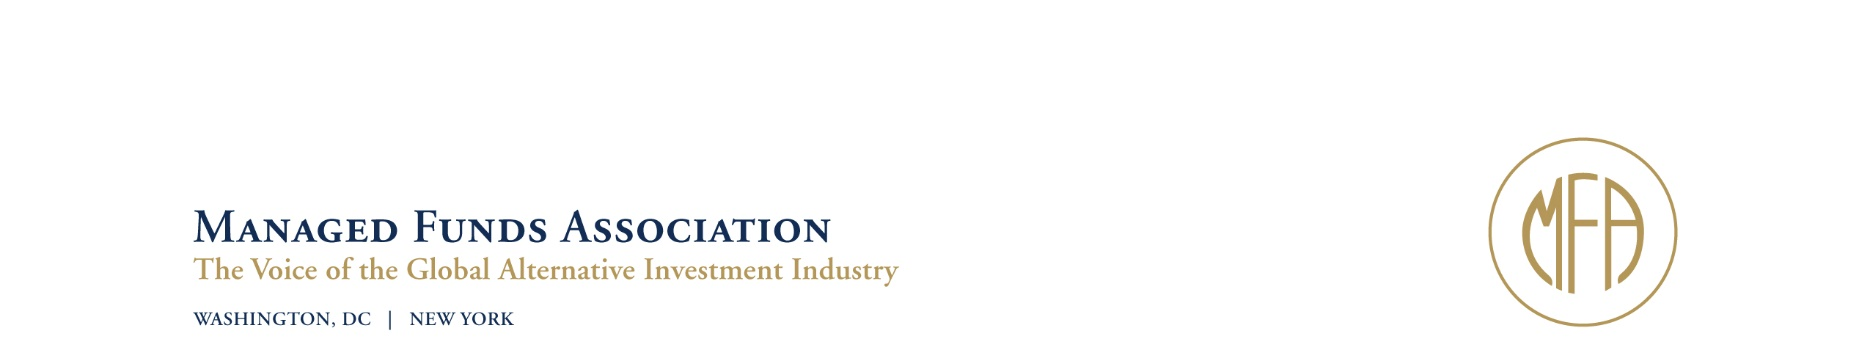 Managed Funds Association
The Voice of the Global Alternative Investment Industry
WASHINGTON, DC | NEW YORK
MFA